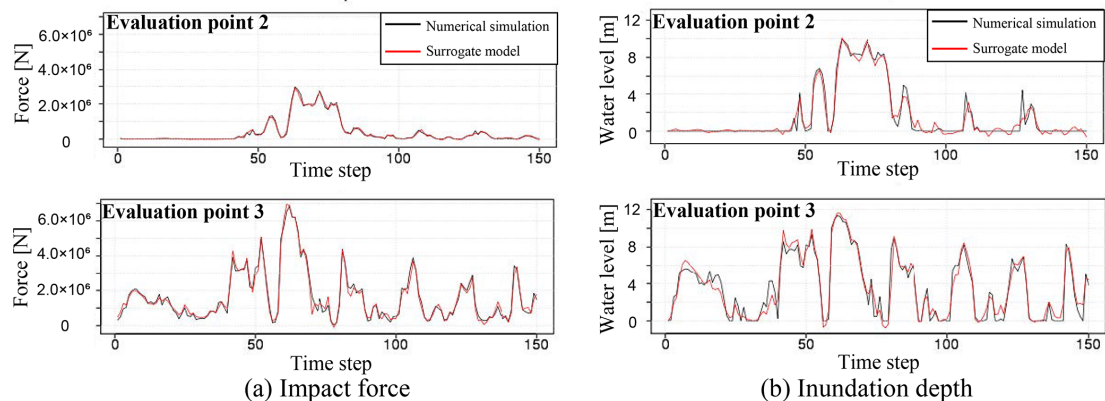 Evaluation point 2
Numerical simulation
Surrogate model
Force [N]
6.0×10⁶
4.0×10⁶
2.0×10⁶
0
0
50
100
150
Time step
Evaluation point 2
Numerical simulation
Surrogate model
Water level [m]
12
8
4
0
0
50
100
150
Time step
Evaluation point 3
Force [N]
6.0×10⁶
4.0×10⁶
2.0×10⁶
0
0
50
100
150
Time step
(a) Impact force
Evaluation point 3
Water level [m]
12
8
4
0
0
50
100
150
Time step
(b) Inundation depth